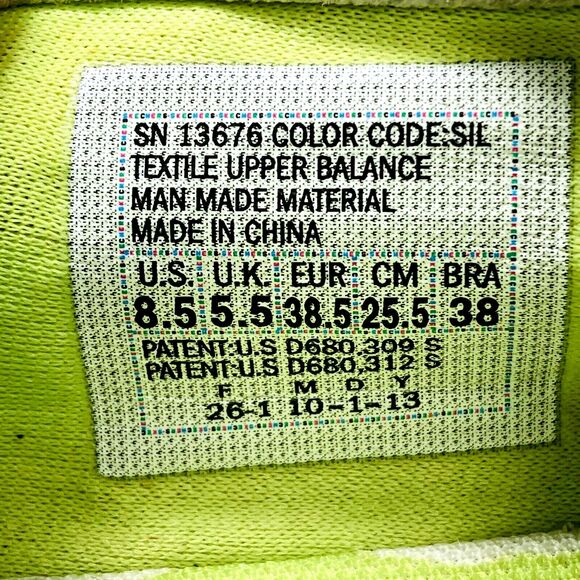 SN 13676 COLOR CODE:SIL
TEXTILE UPPER BALANCE
MAN MADE MATERIAL
MADE IN CHINA
U.S. U.K. EUR CM BRA
8.5 5.5 38.5 25.5 38
PATENT:U.S D680,309 S
PATENT:U.S D680,312 S
F M D Y
26-1 10-1-13